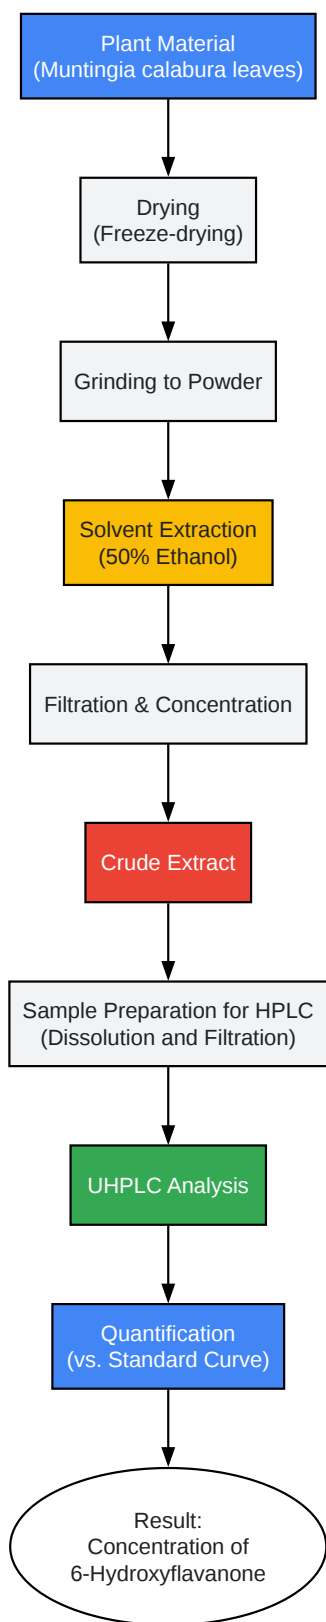 Plant Material
(Muntingia calabura leaves)
Drying
(Freeze-drying)
Grinding to Powder
Solvent Extraction
(50% Ethanol)
Filtration & Concentration
Crude Extract
Sample Preparation for HPLC
(Dissolution and Filtration)
UHPLC Analysis
Quantification
(vs. Standard Curve)
Result:
Concentration of
6-Hydroxyflavanone